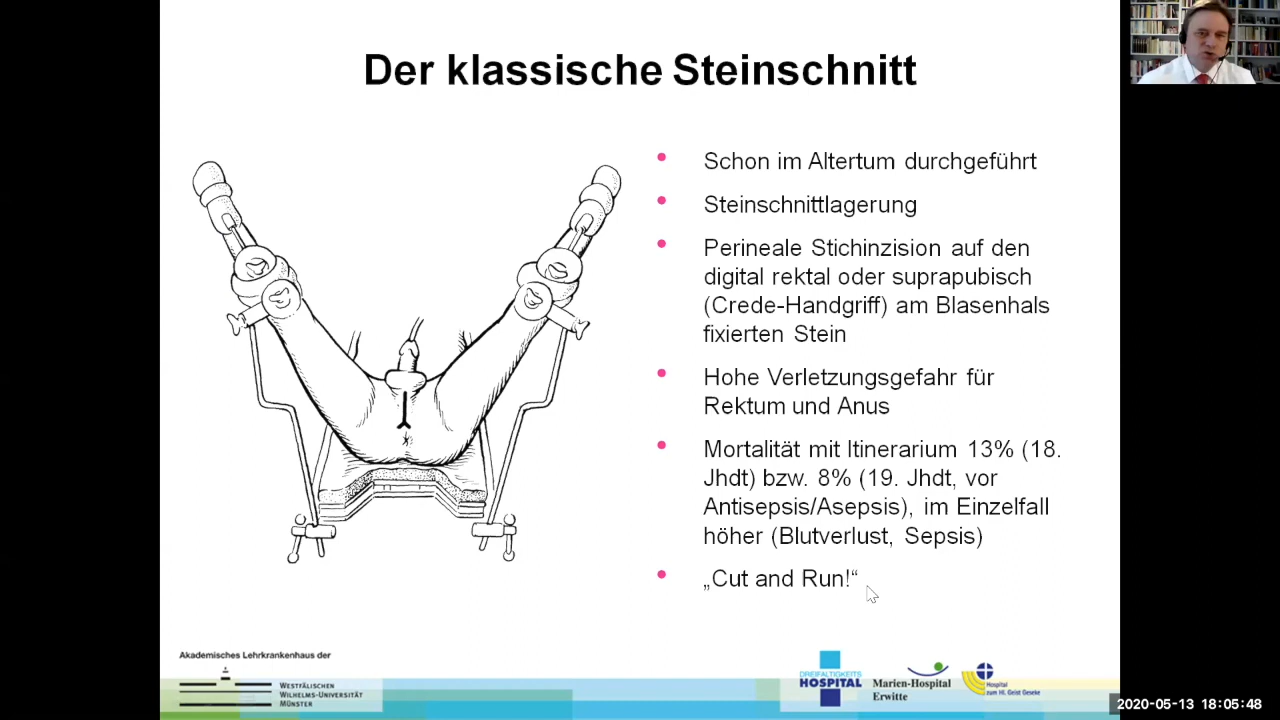 Der klassische Steinschnitt
Schon im Altertum durchgeführt
Steinschnittlagerung
Perineale Stichinzision auf den
digital rektal oder suprapubisch
(Crede-Handgriff) am Blasenhals
fixierten Stein
Hohe Verletzungsgefahr für
Rektum und Anus
Mortalität mit Itinerarium 13% (18.
Jhdt) bzw. 8% (19. Jhdt, vor
Antisepsis/Asepsis), im Einzelfall
höher (Blutverlust, Sepsis)
„Cut and Run!“
Akademisches Lehrkrankenhaus der
Westfälischen
Wilhelms-Universität
Münster
DREIFALTIGKEITS
HOSPITAL
Marien-Hospital
Erwitte
Hospital
zum Hl. Geist Geseke
2020-05-13 18:05:48